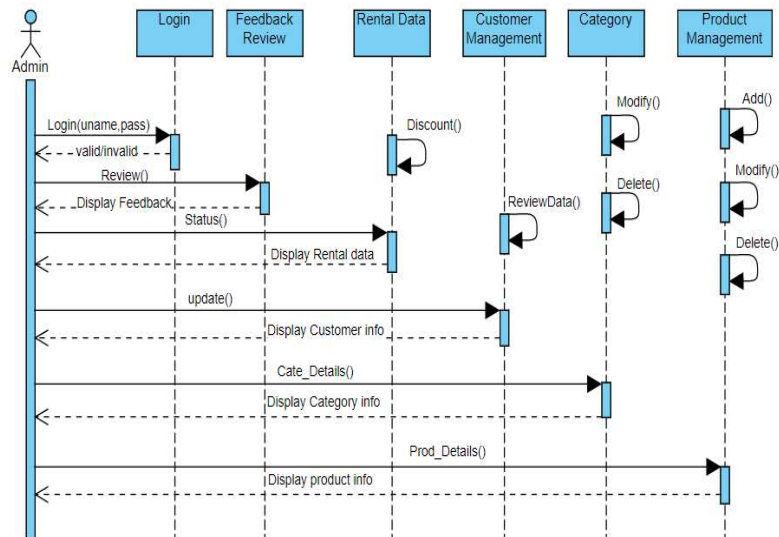 Login
Feedback
Review
Rental Data
Customer
Management
Category
Product
Management
Admin
Modify()
Add()
Login(uname,pass)
Discount()
valid/invalid
Review()
Modify()
Delete()
Display Feedback
ReviewData()
Status()
Delete()
Display Rental data
update()
Display Customer info
Cate_Details()
Display Category info
Prod_Details()
Display product info